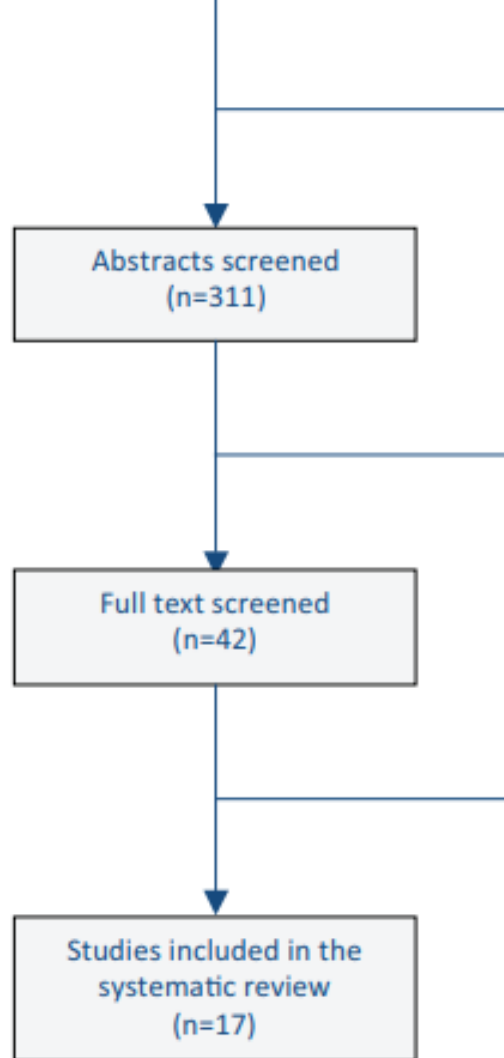 Abstracts screened
(n=311)
Full text screened
(n=42)
Studies included in the
systematic review
(n=17)